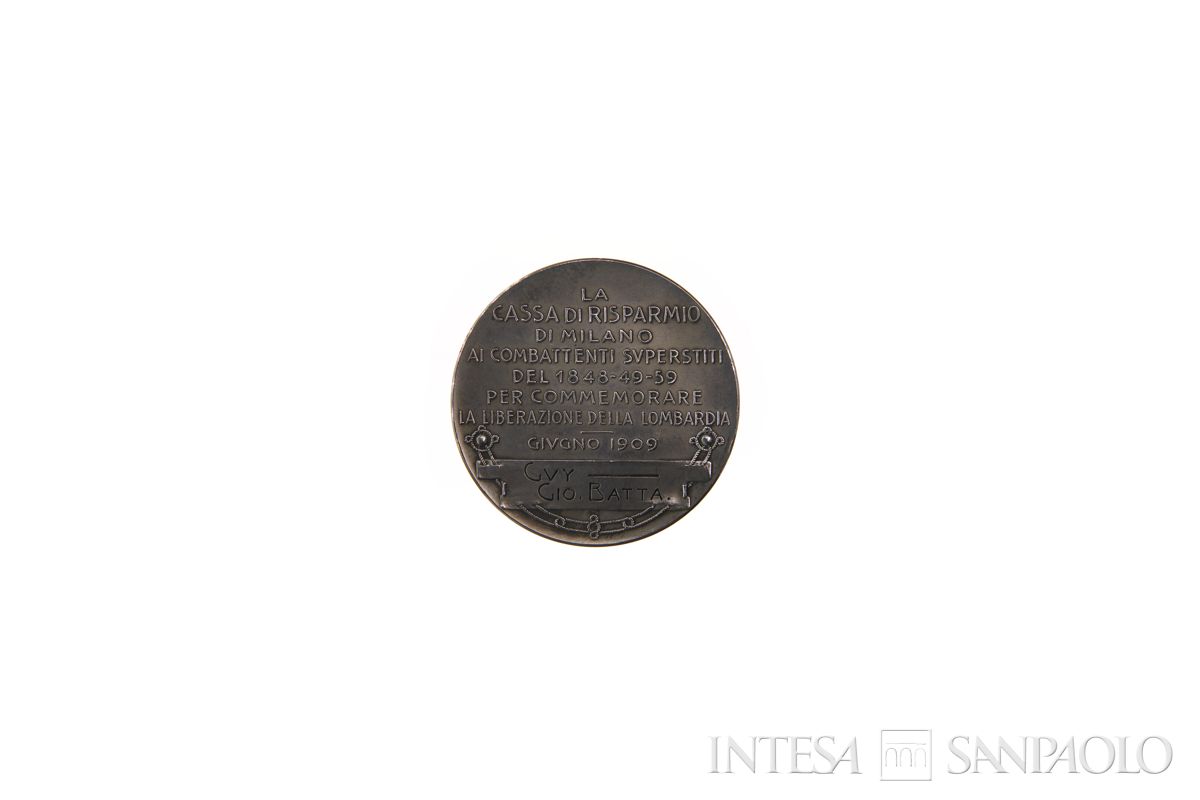 LA
CASSA DI RISPARMIO
DI MILANO
AI COMBATTENTI SVPERSTITI
DEL 1848-49-59
PER COMMEMORARE
LA LIBERAZIONE DELLA LOMBARDIA
GIVGNO 1909
GVY
GIO. BATTA.
INTESA SANPAOLO